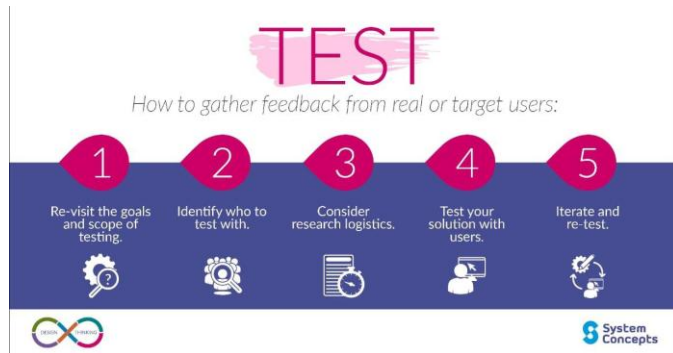 TEST
How to gather feedback from real or target users:
1
Re-visit the goals
and scope of
testing.
2
Identify who to
test with.
3
Consider
research logistics.
4
Test your
solution with
users.
5
Iterate and
re-test.
?
DESIGN THINKING
System
Concepts